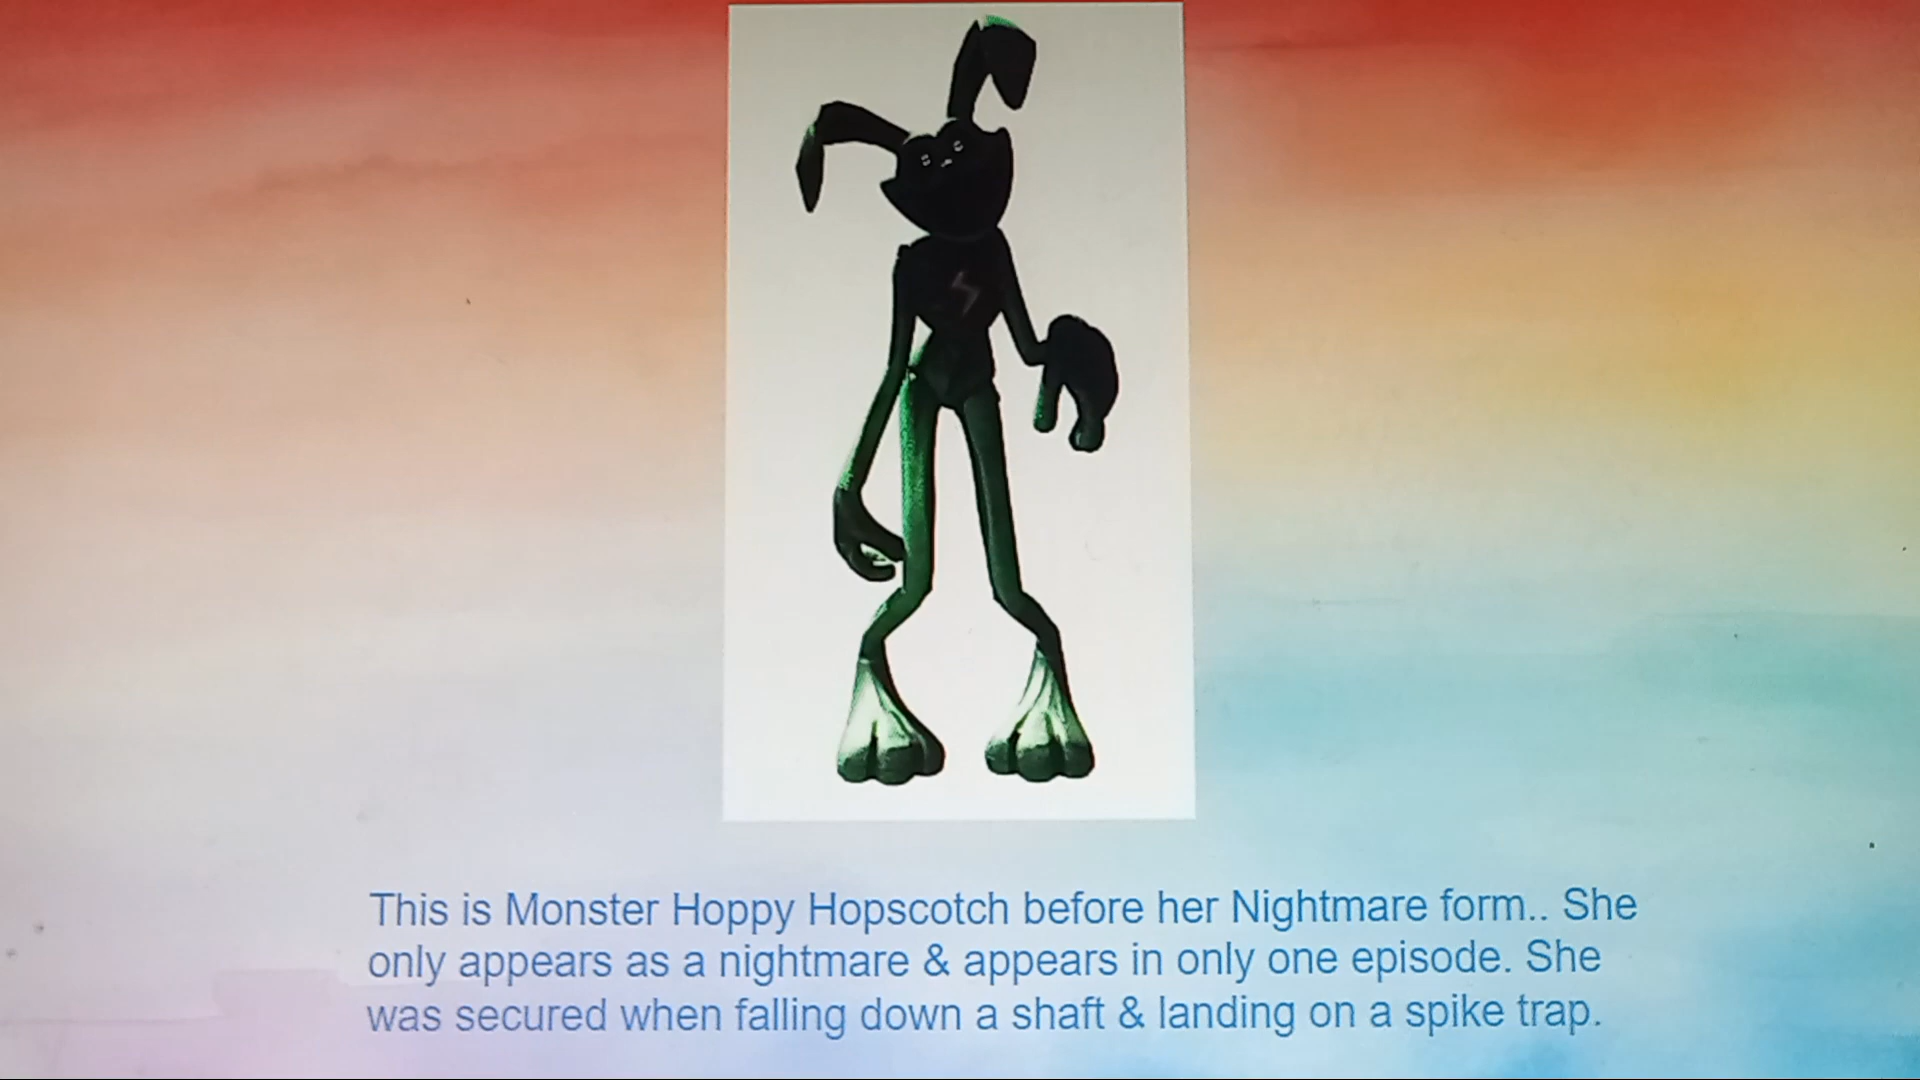 This is Monster Hoppy Hopscotch before her Nightmare form.. She
only appears as a nightmare & appears in only one episode. She
was secured when falling down a shaft & landing on a spike trap.